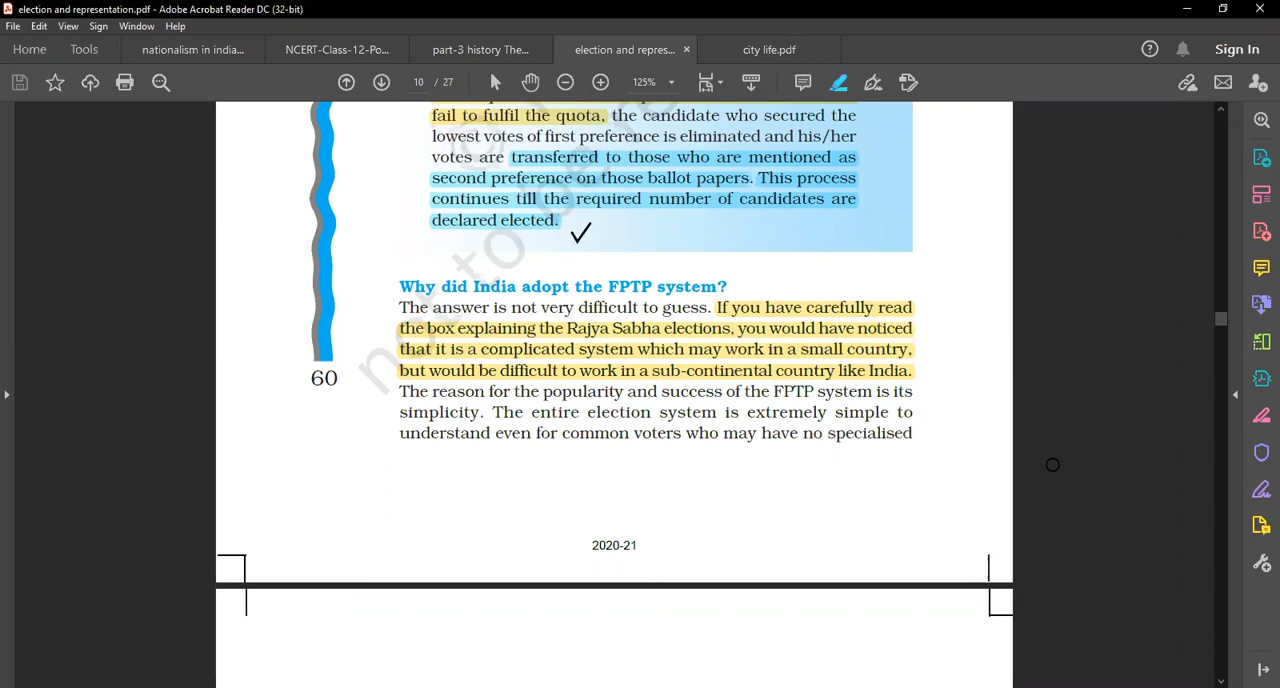 election and representation.pdf - Adobe Acrobat Reader DC (32-bit)
File Edit View Sign Window Help
Home Tools nationalism in india... NCERT-Class-12-Po... part-3 history The... election and repres... × city life.pdf Sign In
10 / 27 125%
fail to fulfil the quota, the candidate who secured the
lowest votes of first preference is eliminated and his/her
votes are transferred to those who are mentioned as
second preference on those ballot papers. This process
continues till the required number of candidates are
declared elected.
not to be re
Why did India adopt the FPTP system?
The answer is not very difficult to guess. If you have carefully read
the box explaining the Rajya Sabha elections, you would have noticed
that it is a complicated system which may work in a small country,
but would be difficult to work in a sub-continental country like India.
60
The reason for the popularity and success of the FPTP system is its
simplicity. The entire election system is extremely simple to
understand even for common voters who may have no specialised
2020-21